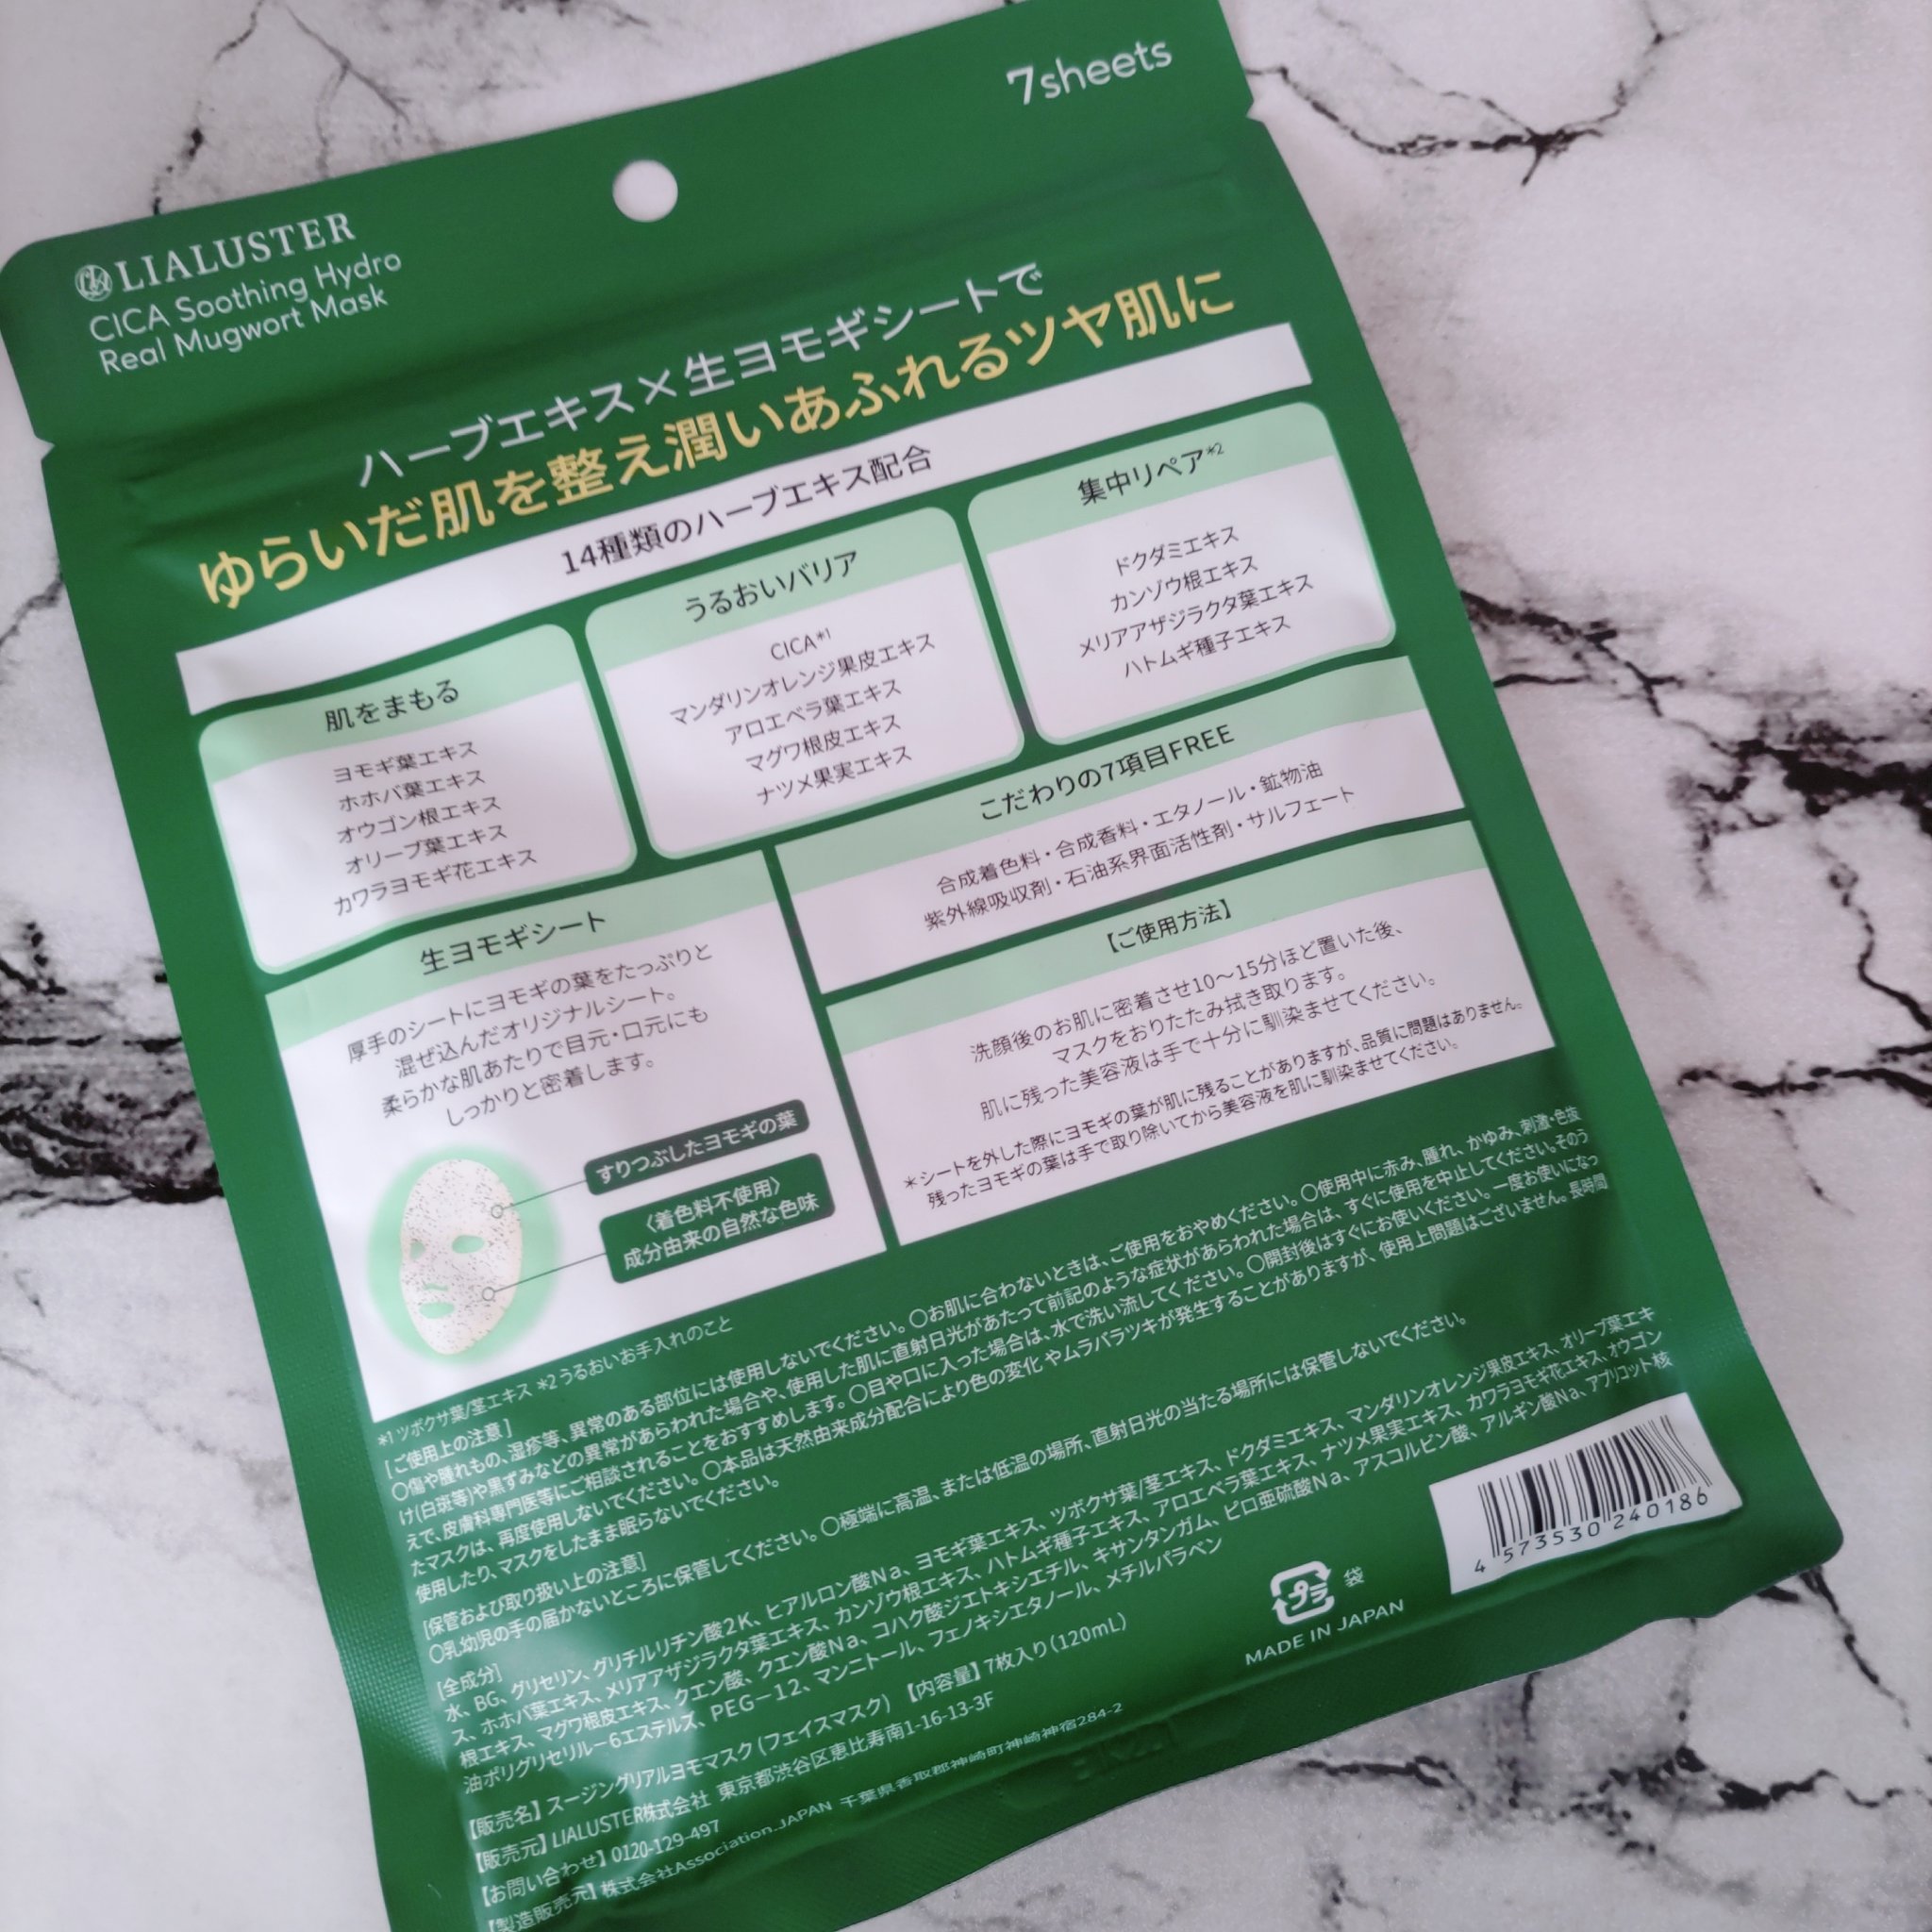 7sheets
LIALUSTER
CICA Soothing Hydro
Real Mugwort Mask
ハーブエキス×生ヨモギシートで
ゆらいだ肌を整え潤いあふれるツヤ肌に
14種類のハーブエキス配合
肌をまもる
ヨモギ葉エキス
ホホバ葉エキス
オウゴン根エキス
オリーブ葉エキス
カワラヨモギ花エキス
うるおいバリア
CICA*1
マンダリンオレンジ果皮エキス
アロエベラ葉エキス
マグワ根皮エキス
ナツメ果実エキス
集中リペア*2
ドクダミエキス
カンゾウ根エキス
メリアアザジラクタ葉エキス
ハトムギ種子エキス
生ヨモギシート
厚手のシートにヨモギの葉をたっぷりと
混ぜ込んだオリジナルシート。
柔らかな肌あたりで目元・口元にも
しっかりと密着します。
すりつぶしたヨモギの葉
〈着色料不使用〉
成分由来の自然な色味
こだわりの7項目FREE
合成着色料・合成香料・エタノール・鉱物油
紫外線吸収剤・石油系界面活性剤・サルフェート
【ご使用方法】
洗顔後のお肌に密着させ10〜15分ほど置いた後、
マスクをおりたたみ拭き取ります。
肌に残った美容液は手で十分に馴染ませてください。
*シートを外した際にヨモギの葉が肌に残ることがありますが、品質に問題はありません。
残ったヨモギの葉は手で取り除いてから美容液を肌に馴染ませてください。
*1 ツボクサ葉/茎エキス *2 うるおいお手入れのこと
[ご使用上の注意]
○傷や腫れもの、湿疹等、異常のある部位には使用しないでください。○お肌に合わないときは、ご使用をおやめください。○使用中に赤み、腫れ、かゆみ、刺激・色抜
け(白斑等)や黒ずみなどの異常があらわれた場合や、使用した肌に直射日光があたって前記のような症状があらわれた場合は、すぐに使用を中止してください。そのう
えで、皮膚科専門医等にご相談されることをおすすめします。○目や口に入った場合は、水で洗い流してください。○開封後はすぐにお使いください。一度お使いになっ
たマスクは、再度使用しないでください。○本品は天然由来成分配合により色の変化やムラバラツキが発生することがありますが、使用上問題はございません。長時間
使用したり、マスクをしたまま眠らないでください。
[保管および取り扱い上の注意]
○乳幼児の手の届かないところに保管してください。○極端に高温、または低温の場所、直射日光の当たる場所には保管しないでください。
[全成分]
水、BG、グリセリン、グリチルリチン酸2K、ヒアルロン酸Na、ヨモギ葉エキス、ツボクサ葉/茎エキス、ドクダミエキス、マンダリンオレンジ果皮エキス、オリーブ葉エキ
ス、ホホバ葉エキス、メリアアザジラクタ葉エキス、カンゾウ根エキス、ハトムギ種子エキス、アロエベラ葉エキス、ナツメ果実エキス、カワラヨモギ花エキス、オウゴン
根エキス、マグワ根皮エキス、クエン酸、クエン酸Na、コハク酸ジエトキシエチル、キサンタンガム、ピロ亜硫酸Na、アスコルビン酸、アルギン酸Na、アプリコット核
油ポリグリセリル－6エステルズ、PEG－12、マンニトール、フェノキシエタノール、メチルパラベン
【販売名】スージングリアルヨモマスク(フェイスマスク) 【内容量】7枚入り(120mL)
【販売元】LIALUSTER株式会社 東京都渋谷区恵比寿南1-16-13-3F
【お問い合わせ】0120-129-497
【製造販売元】株式会社Association.JAPAN 千葉県香取郡神崎町神崎神宿284-2
プラ 袋
MADE IN JAPAN
4 573530 240186